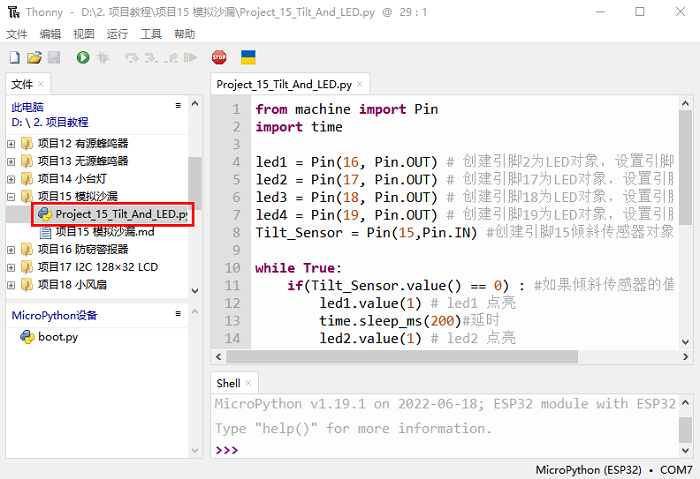 Thonny - D:\2. 项目教程\项目15 模拟沙漏\Project_15_Tilt_And_LED.py @ 29 : 1
文件 编辑 视图 运行 工具 帮助
STOP
文件 ×
此电脑
D: \ 2. 项目教程
项目12 有源蜂鸣器
项目13 无源蜂鸣器
项目14 小台灯
项目15 模拟沙漏
Project_15_Tilt_And_LED.py
项目15 模拟沙漏.md
项目16 防窃警报器
项目17 I2C 128×32 LCD
项目18 小风扇
MicroPython设备
boot.py
Project_15_Tilt_And_LED.py ×
1 from machine import Pin
2 import time
3
4 led1 = Pin(16, Pin.OUT) # 创建引脚2为LED对象，设置引脚
5 led2 = Pin(17, Pin.OUT) # 创建引脚17为LED对象，设置引脚
6 led3 = Pin(18, Pin.OUT) # 创建引脚18为LED对象，设置引脚
7 led4 = Pin(19, Pin.OUT) # 创建引脚19为LED对象，设置引脚
8 Tilt_Sensor = Pin(15,Pin.IN) #创建引脚15倾斜传感器对象
9
10 while True:
11 if(Tilt_Sensor.value() == 0) : #如果倾斜传感器的值
12 led1.value(1) # led1 点亮
13 time.sleep_ms(200)#延时
14 led2.value(1) # led2 点亮
Shell ×
MicroPython v1.19.1 on 2022-06-18; ESP32 module with ESP32
Type "help()" for more information.
>>>
MicroPython (ESP32) • COM7